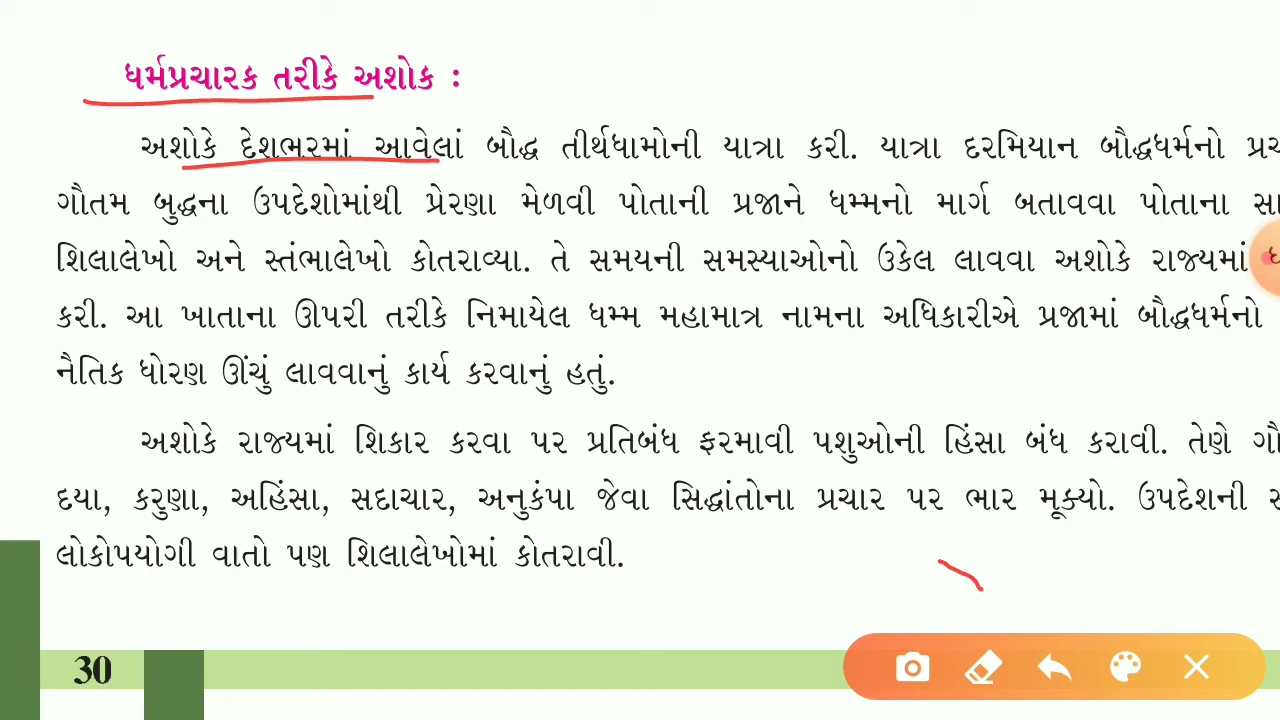 ધર્મપ્રચારક તરીકે અશોક :
અશોકે દેશભરમાં આવેલાં બૌદ્ધ તીર્થધામોની યાત્રા કરી. યાત્રા દરમિયાન બૌદ્ધધર્મનો
ગૌતમ બુદ્ધના ઉપદેશોમાંથી પ્રેરણા મેળવી પોતાની પ્રજાને ધમ્મનો માર્ગ બતાવવા પોતાના
શિલાલેખો અને સ્તંભાલેખો કોતરાવ્યા. તે સમયની સમસ્યાઓનો ઉકેલ લાવવા અશોકે રાજ્યમાં
કરી. આ ખાતાના ઊપરી તરીકે નિમાયેલ ધમ્મ મહામાત્ર નામના અધિકારીએ પ્રજામાં બૌદ્ધધર્મનો
નૈતિક ધોરણ ઊંચું લાવવાનું કાર્ય કરવાનું હતું.
અશોકે રાજ્યમાં શિકાર કરવા પર પ્રતિબંધ ફરમાવી પશુઓની હિંસા બંધ કરાવી. તેણે
દયા, કરુણા, અહિંસા, સદાચાર, અનુકંપા જેવા સિદ્ધાંતોના પ્રચાર પર ભાર મૂક્યો. ઉપદેશની
લોકોપયોગી વાતો પણ શિલાલેખોમાં કોતરાવી.
30